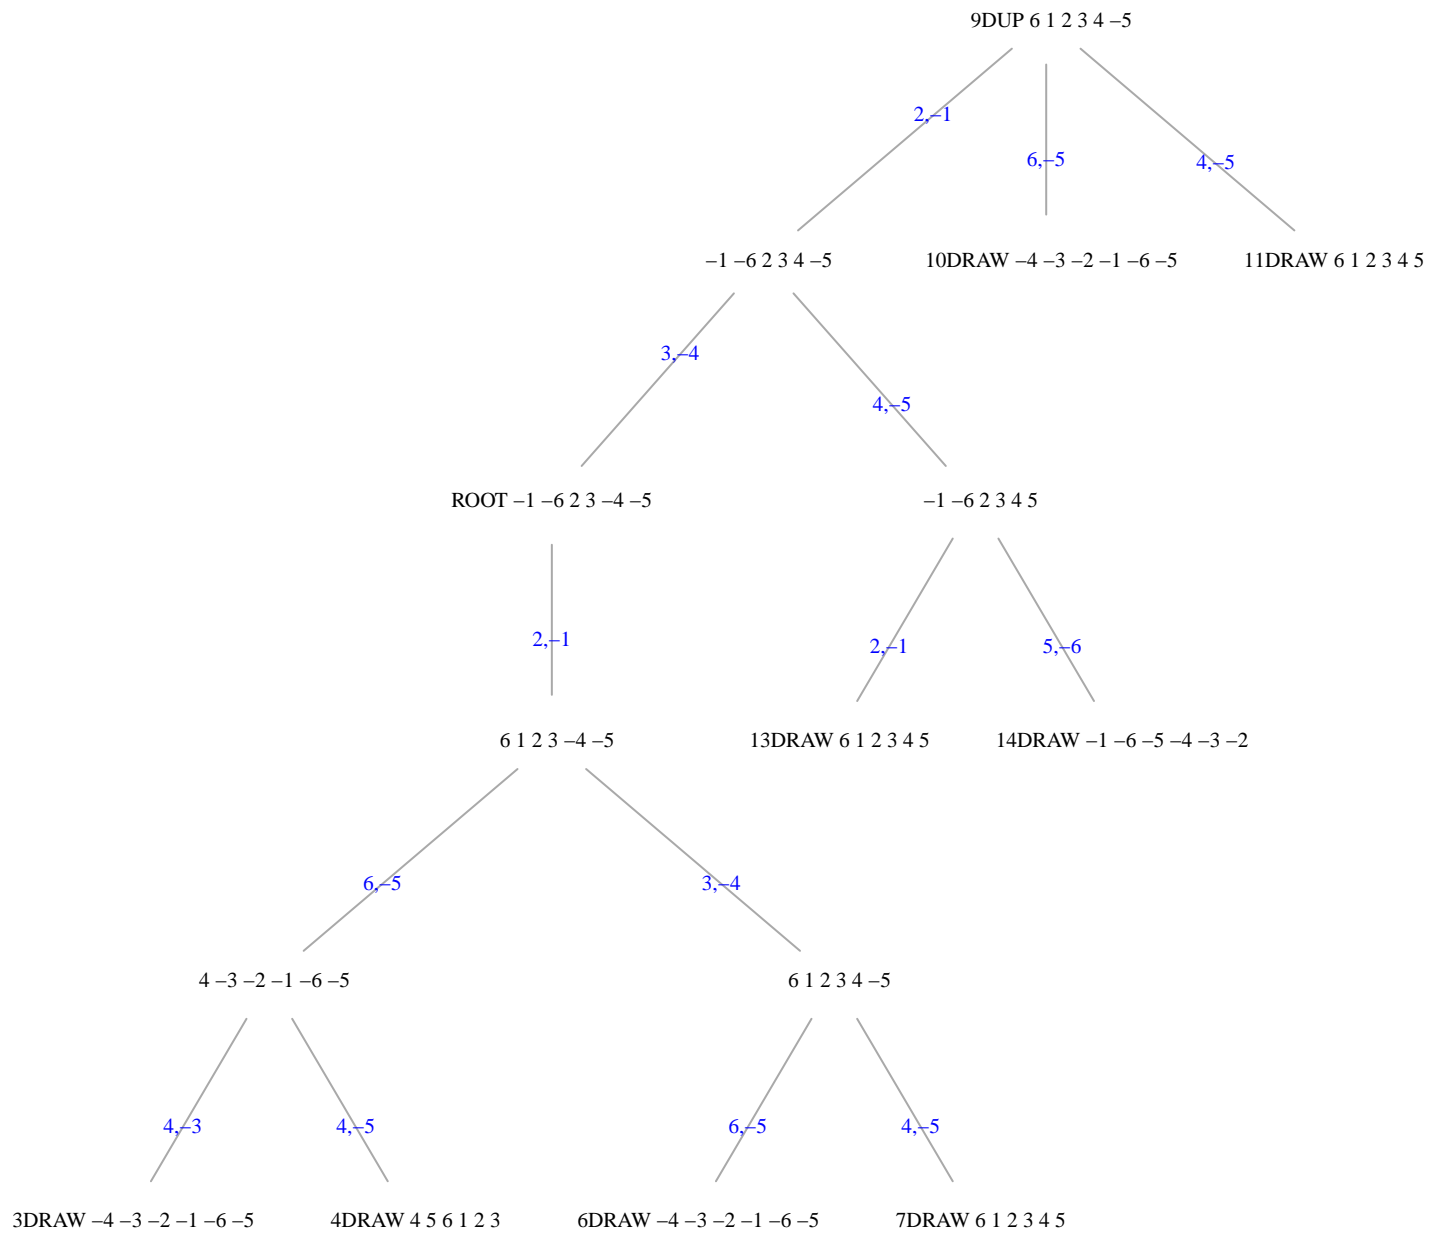 9DUP 6 1 2 3 4 –5
2,–1
6,–5
4,–5
–1 –6 2 3 4 –5
10DRAW –4 –3 –2 –1 –6 –5
11DRAW 6 1 2 3 4 5
3,–4
4,–5
ROOT –1 –6 2 3 –4 –5
–1 –6 2 3 4 5
2,–1
2,–1
5,–6
6 1 2 3 –4 –5
13DRAW 6 1 2 3 4 5
14DRAW –1 –6 –5 –4 –3 –2
6,–5
3,–4
4 –3 –2 –1 –6 –5
6 1 2 3 4 –5
4,–3
4,–5
6,–5
4,–5
3DRAW –4 –3 –2 –1 –6 –5
4DRAW 4 5 6 1 2 3
6DRAW –4 –3 –2 –1 –6 –5
7DRAW 6 1 2 3 4 5